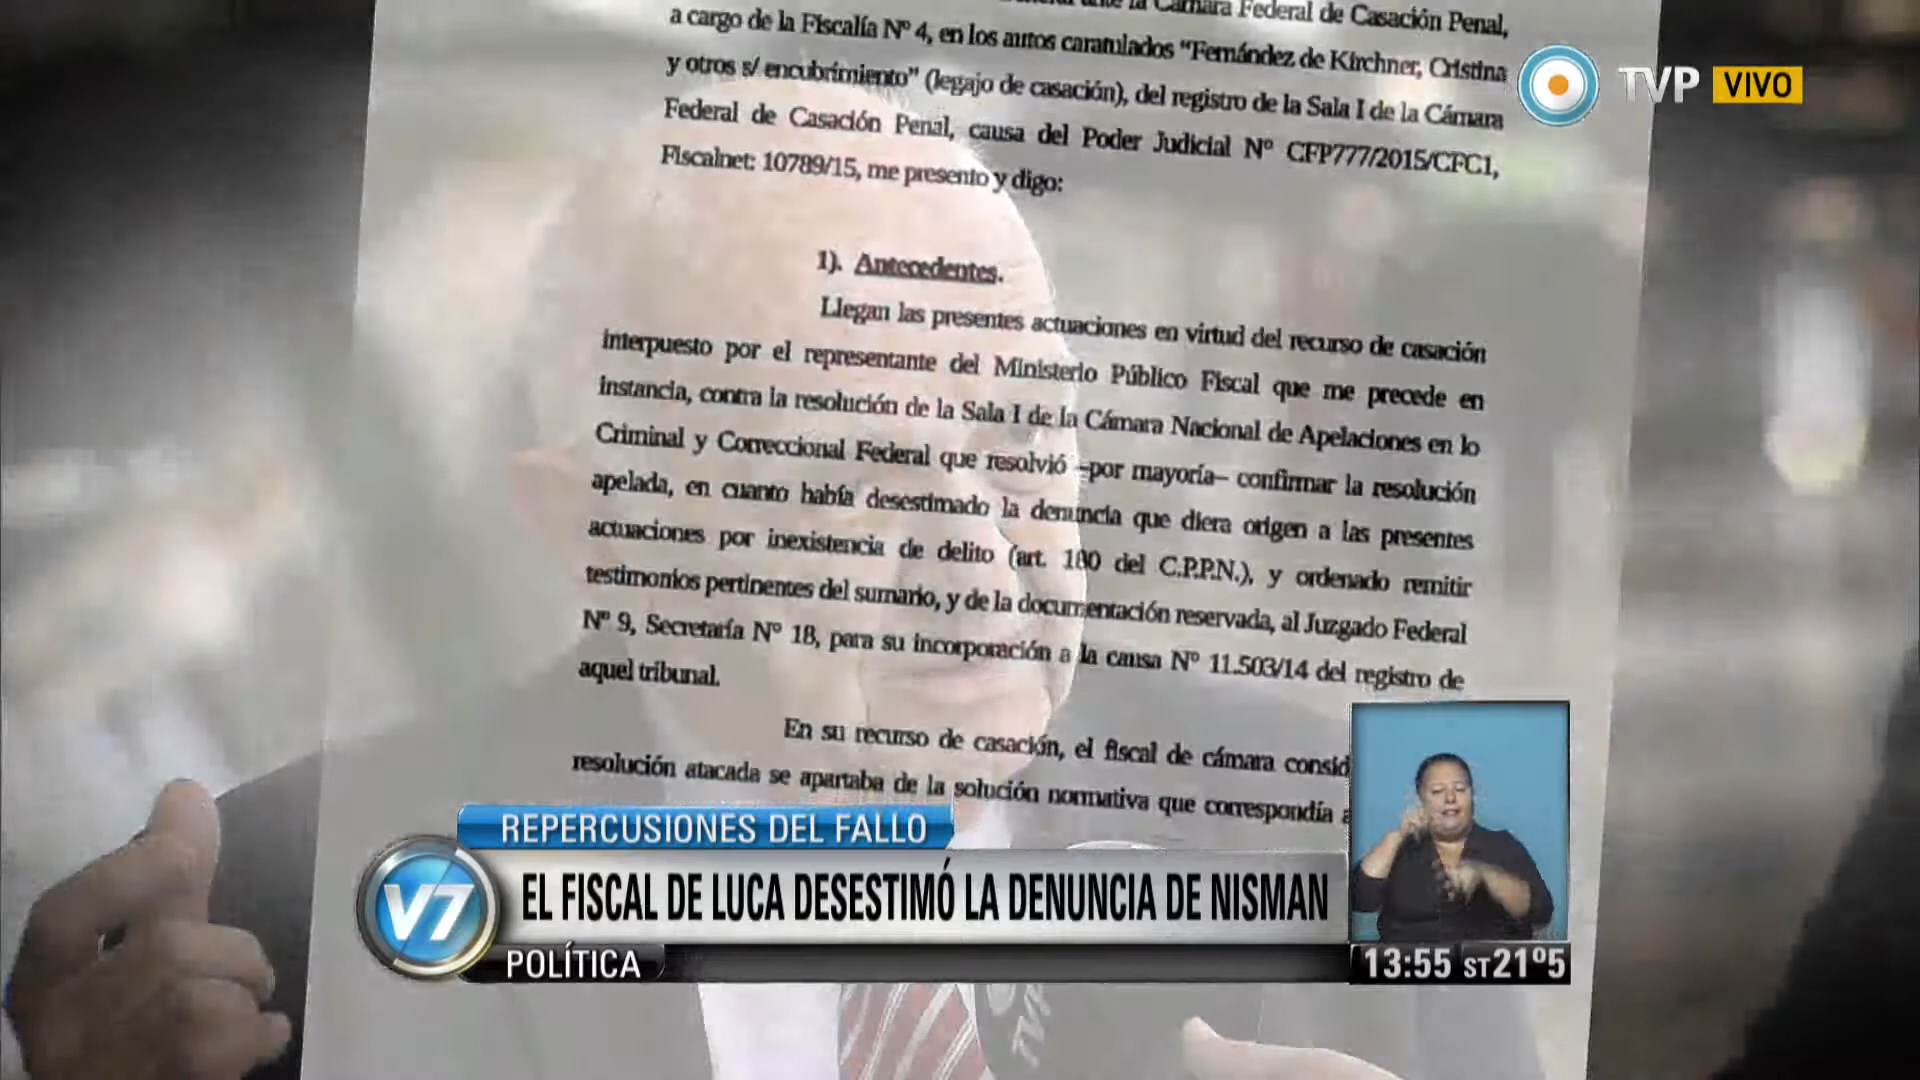 la Cámara Federal de Casación Penal,
a cargo de la Fiscalía Nº 4, en los autos caratulados "Fernández de Kirchner, Cristina
y otros s/ encubrimiento" (legajo de casación), del registro de la Sala I de la Cámara
Federal de Casación Penal, causa del Poder Judicial Nº CFP777/2015/CFC1,
Fiscalnet: 10789/15, me presento y digo:
1). Antecedentes.
Llegan las presentes actuaciones en virtud del recurso de casación
interpuesto por el representante del Ministerio Público Fiscal que me precede en
instancia, contra la resolución de la Sala I de la Cámara Nacional de Apelaciones en lo
Criminal y Correccional Federal que resolvió –por mayoría– confirmar la resolución
apelada, en cuanto había desestimado la denuncia que diera origen a las presentes
actuaciones por inexistencia de delito (art. 180 del C.P.P.N.), y ordenado remitir
testimonios pertinentes del sumario, y de la documentación reservada, al Juzgado Federal
Nº 9, Secretaría Nº 18, para su incorporación a la causa Nº 11.503/14 del registro de
aquel tribunal.
En su recurso de casación, el fiscal de cámara consid
resolución atacada se apartaba de la solución normativa que correspondía a
TVP VIVO
REPERCUSIONES DEL FALLO
V7
EL FISCAL DE LUCA DESESTIMÓ LA DENUNCIA DE NISMAN
POLÍTICA
13:55 ST 21º5
TVP